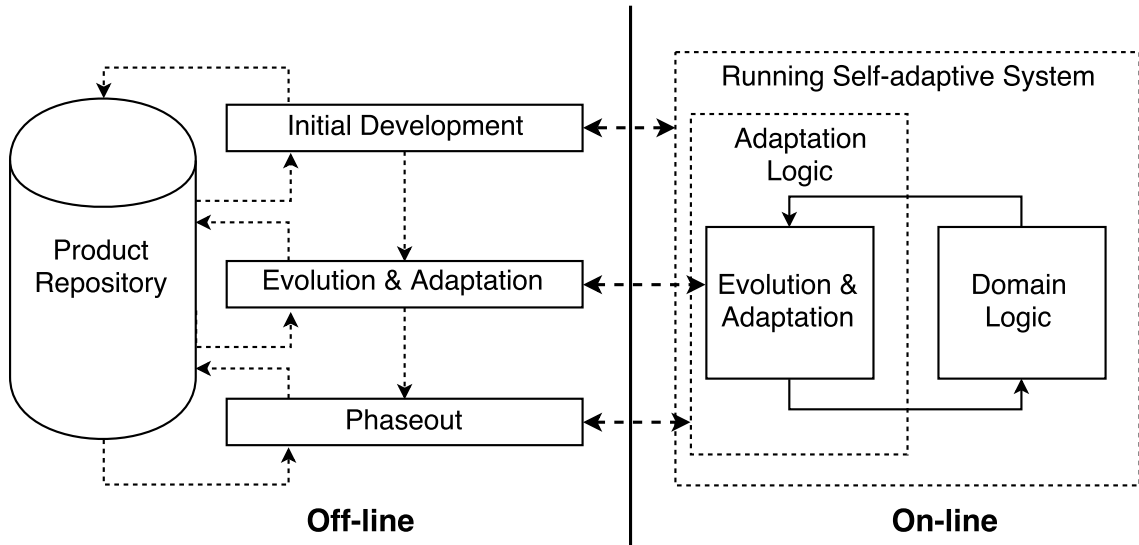 Running Self-adaptive System
Initial Development
Adaptation
Logic
Product
Repository
Evolution & Adaptation
Evolution &
Adaptation
Domain
Logic
Phaseout
Off-line
On-line